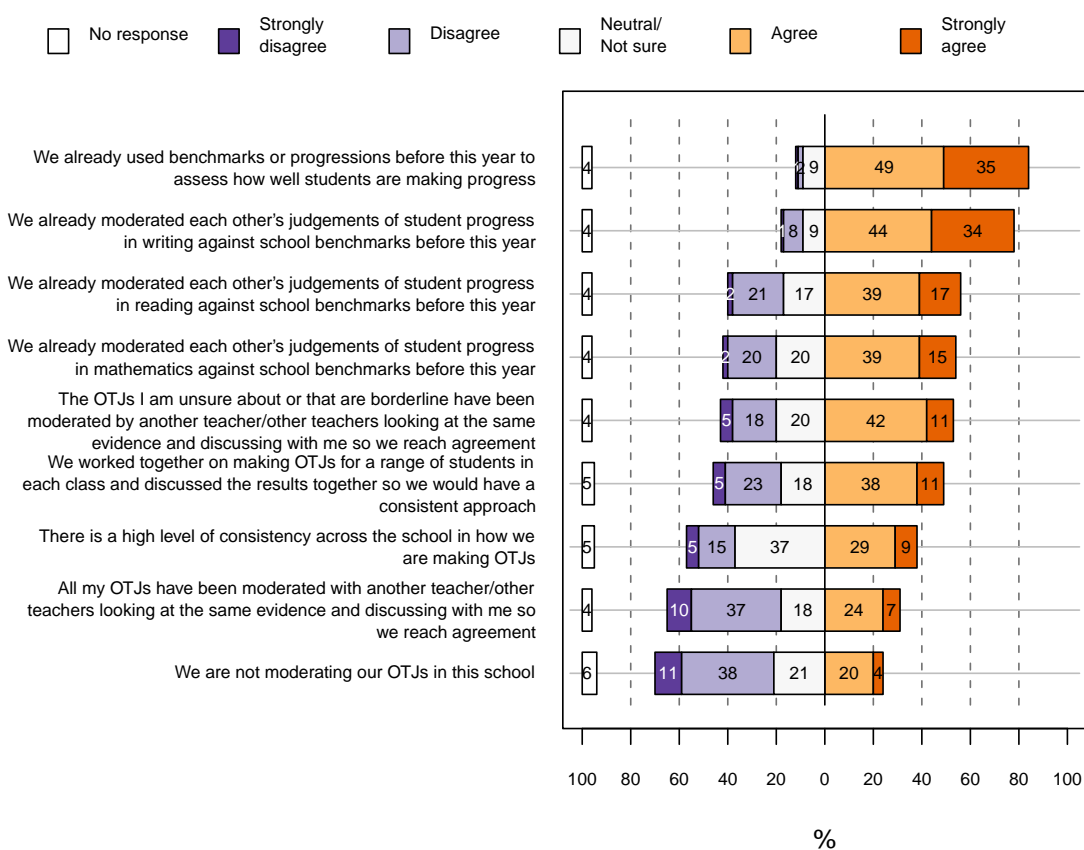 No response
Strongly
disagree
Disagree
Neutral/
Not sure
Agree
Strongly
agree
We already used benchmarks or progressions before this year to
assess how well students are making progress
4 1 2 9 49 35
We already moderated each other’s judgements of student progress
in writing against school benchmarks before this year
4 1 8 9 44 34
We already moderated each other’s judgements of student progress
in reading against school benchmarks before this year
4 2 21 17 39 17
We already moderated each other’s judgements of student progress
in mathematics against school benchmarks before this year
4 2 20 20 39 15
The OTJs I am unsure about or that are borderline have been
moderated by another teacher/other teachers looking at the same
evidence and discussing with me so we reach agreement
4 5 18 20 42 11
We worked together on making OTJs for a range of students in
each class and discussed the results together so we would have a
consistent approach
5 5 23 18 38 11
There is a high level of consistency across the school in how we
are making OTJs
5 5 15 37 29 9
All my OTJs have been moderated with another teacher/other
teachers looking at the same evidence and discussing with me so
we reach agreement
4 10 37 18 24 7
We are not moderating our OTJs in this school
6 11 38 21 20 4
100 80 60 40 20 0 20 40 60 80 100
%